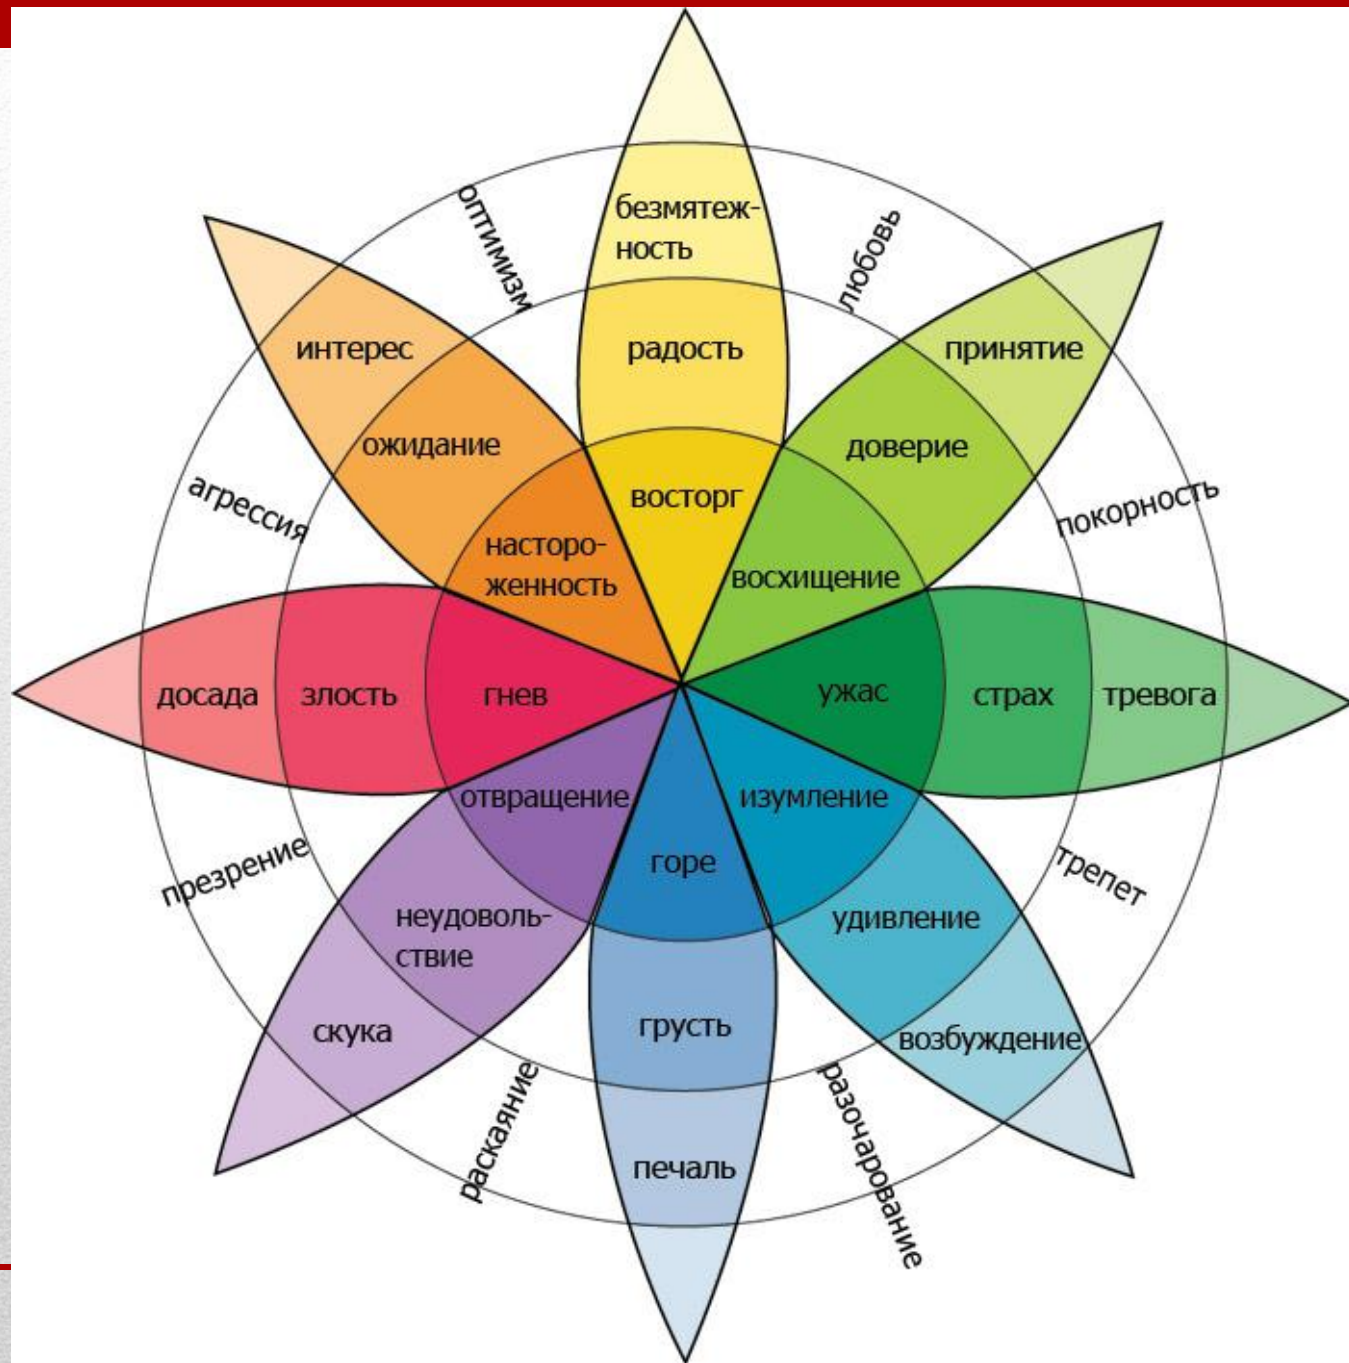 безмятеж-
ность
оптимизм
любовь
интерес
радость
принятие
ожидание
доверие
восторг
агрессия
покорность
насторо-
женность
восхищение
досада
злость
гнев
ужас
страх
тревога
отвращение
изумление
горе
презрение
трепет
неудоволь-
ствие
удивление
скука
грусть
возбуждение
раскаяние
разочарование
печаль